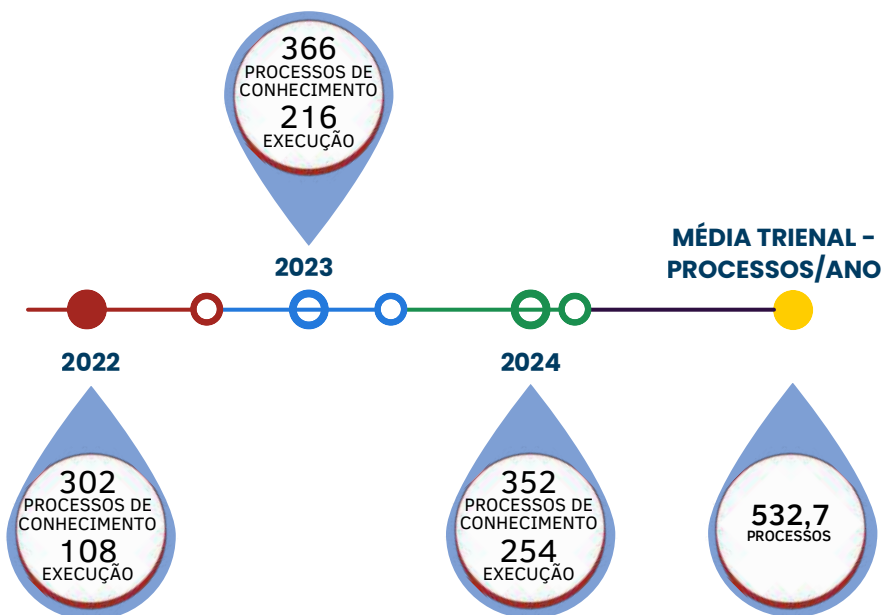 366
PROCESSOS DE
CONHECIMENTO
216
EXECUÇÃO
2023
MÉDIA TRIENAL -
PROCESSOS/ANO
2022
2024
302
PROCESSOS DE
CONHECIMENTO
108
EXECUÇÃO
352
PROCESSOS DE
CONHECIMENTO
254
EXECUÇÃO
532,7
PROCESSOS